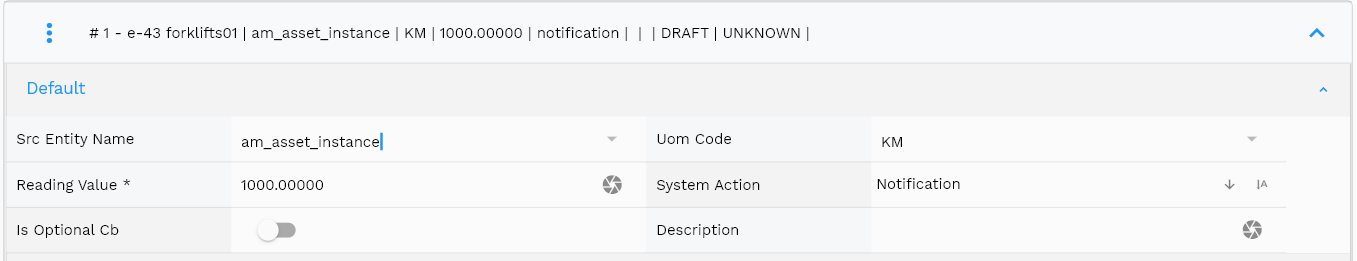 # 1 - e-43 forklifts01 | am_asset_instance | KM | 1000.00000 | notification | | | DRAFT | UNKNOWN |
Default
Src Entity Name am_asset_instance Uom Code KM
Reading Value * 1000.00000 System Action Notification
Is Optional Cb Description